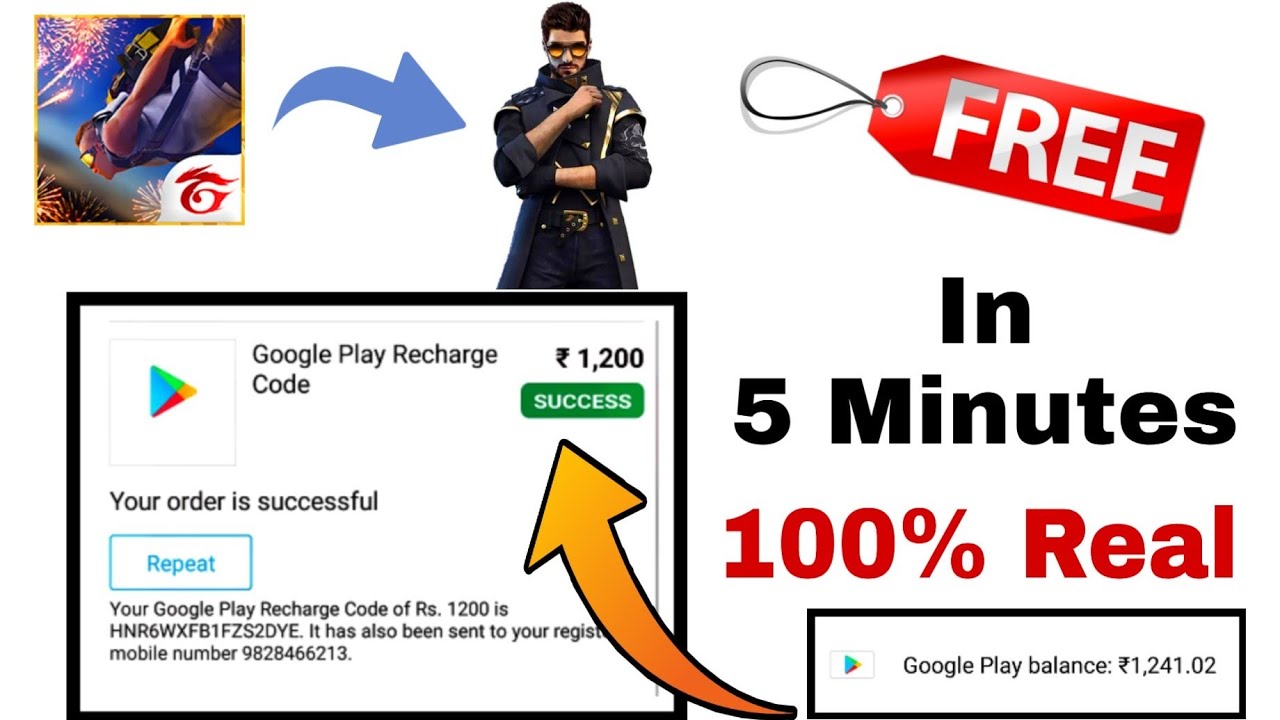 FREE
Google Play Recharge
Code
₹ 1,200
SUCCESS
Your order is successful
Repeat
Your Google Play Recharge Code of Rs. 1200 is
HNR6WXFB1FZS2DYE. It has also been sent to your registe
mobile number 9828466213.
In
5 Minutes
100% Real
Google Play balance: ₹1,241.02